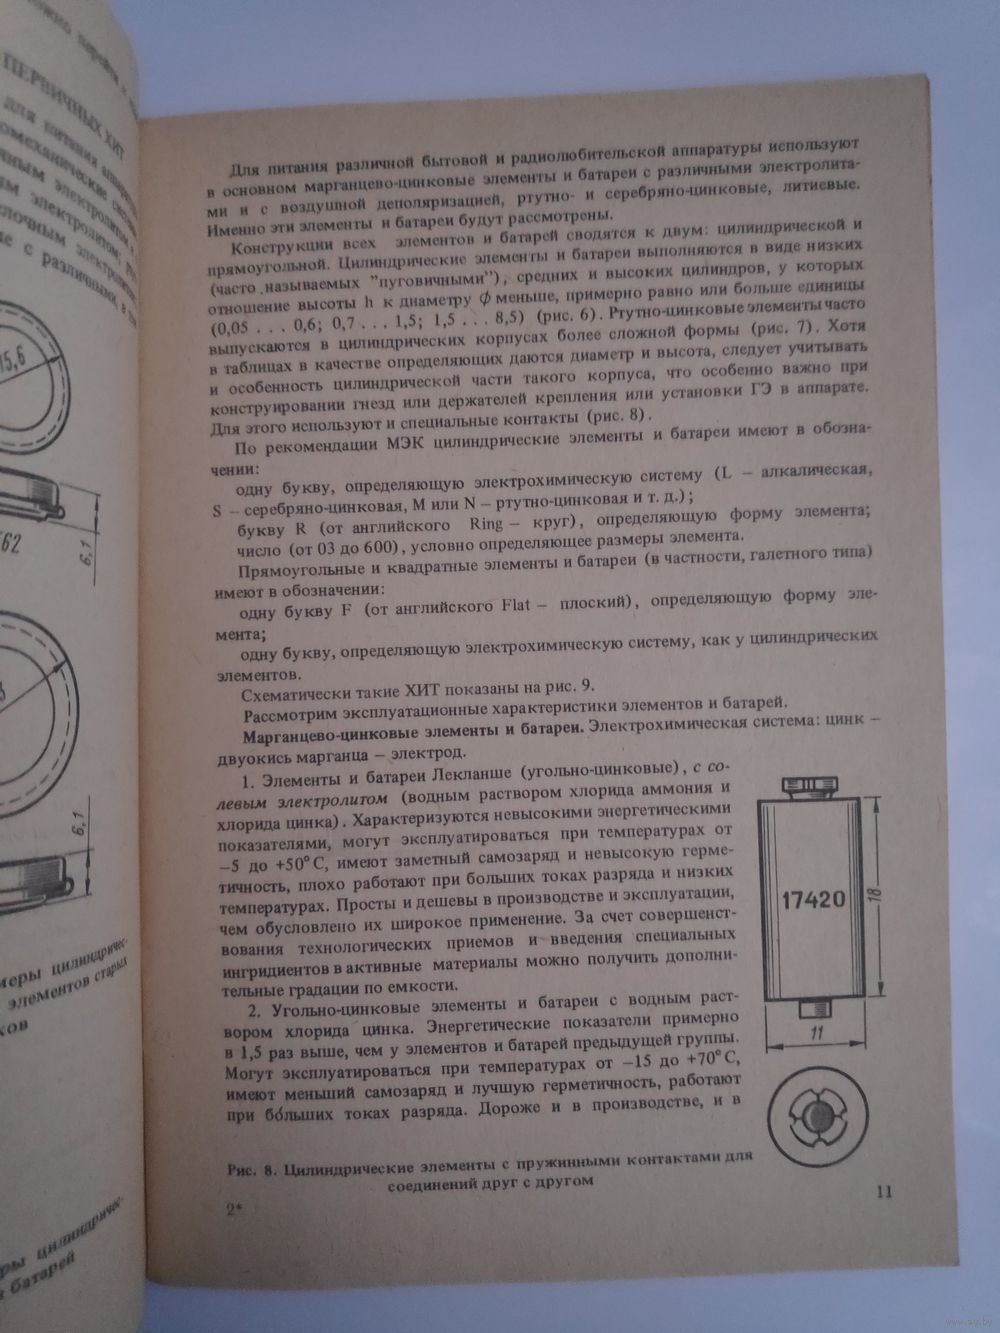 ПЕРВИЧНЫХ ХИТ
для питания
15,6
6,1
6,1
элементов старых
батарей
Для питания различной бытовой и радиолюбительской аппаратуры используют
в основном марганцево-цинковые элементы и батареи с различными электролита-
ми и с воздушной деполяризацией, ртутно- и серебряно-цинковые, литиевые.
Именно эти элементы и батареи будут рассмотрены.
Конструкции всех элементов и батарей сводятся к двум: цилиндрической и
прямоугольной. Цилиндрические элементы и батареи выполняются в виде низких
(часто называемых "пуговичными"), средних и высоких цилиндров, у которых
отношение высоты h к диаметру ϕ меньше, примерно равно или больше единицы
(0,05 . . . 0,6; 0,7 . . . 1,5; 1,5 . . . 8,5) (рис. 6). Ртутно-цинковые элементы часто
выпускаются в цилиндрических корпусах более сложной формы (рис. 7). Хотя
в таблицах в качестве определяющих даются диаметр и высота, следует учитывать
и особенность цилиндрической части такого корпуса, что особенно важно при
конструировании гнезд или держателей крепления или установки ГЭ в аппарате.
Для этого используют и специальные контакты (рис. 8).
По рекомендации МЭК цилиндрические элементы и батареи имеют в обозна-
чении:
одну букву, определяющую электрохимическую систему (L – алкалическая,
S – серебряно-цинковая, M или N – ртутно-цинковая и т. д.);
букву R (от английского Ring – круг), определяющую форму элемента;
число (от 03 до 600), условно определяющее размеры элемента.
Прямоугольные и квадратные элементы и батареи (в частности, галетного типа)
имеют в обозначении:
одну букву F (от английского Flat – плоский), определяющую форму эле-
мента;
одну букву, определяющую электрохимическую систему, как у цилиндрических
элементов.
Схематически такие ХИТ показаны на рис. 9.
Рассмотрим эксплуатационные характеристики элементов и батарей.
Марганцево-цинковые элементы и батареи. Электрохимическая система: цинк –
двуокись марганца – электрод.
1. Элементы и батареи Лекланше (угольно-цинковые), с со-
левым электролитом (водным раствором хлорида аммония и
хлорида цинка). Характеризуются невысокими энергетическими
показателями, могут эксплуатироваться при температурах от
–5 до +50°C, имеют заметный саморазряд и невысокую герме-
тичность, плохо работают при больших токах разряда и низких
температурах. Просты и дешевы в производстве и эксплуатации,
чем обусловлено их широкое применение. За счет совершенст-
вования технологических приемов и введения специальных
ингридиентов в активные материалы можно получить дополни-
тельные градации по емкости.
2. Угольно-цинковые элементы и батареи с водным раст-
вором хлорида цинка. Энергетические показатели примерно
в 1,5 раз выше, чем у элементов и батарей предыдущей группы.
Могут эксплуатироваться при температурах от –15 до +70°C,
имеют меньший самозаряд и лучшую герметичность, работают
при бо́льших токах разряда. Дороже и в производстве, и в
17420
18
11
Рис. 8. Цилиндрические элементы с пружинными контактами для
соединений друг с другом
2*
11